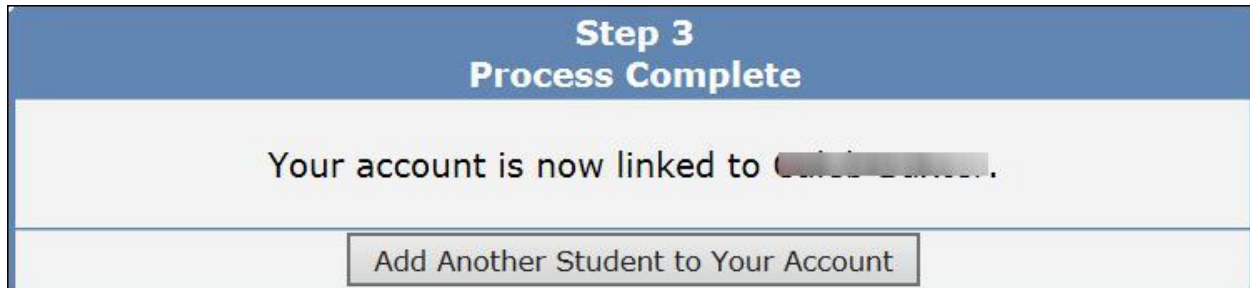 Step 3
Process Complete
Your account is now linked to
Add Another Student to Your Account